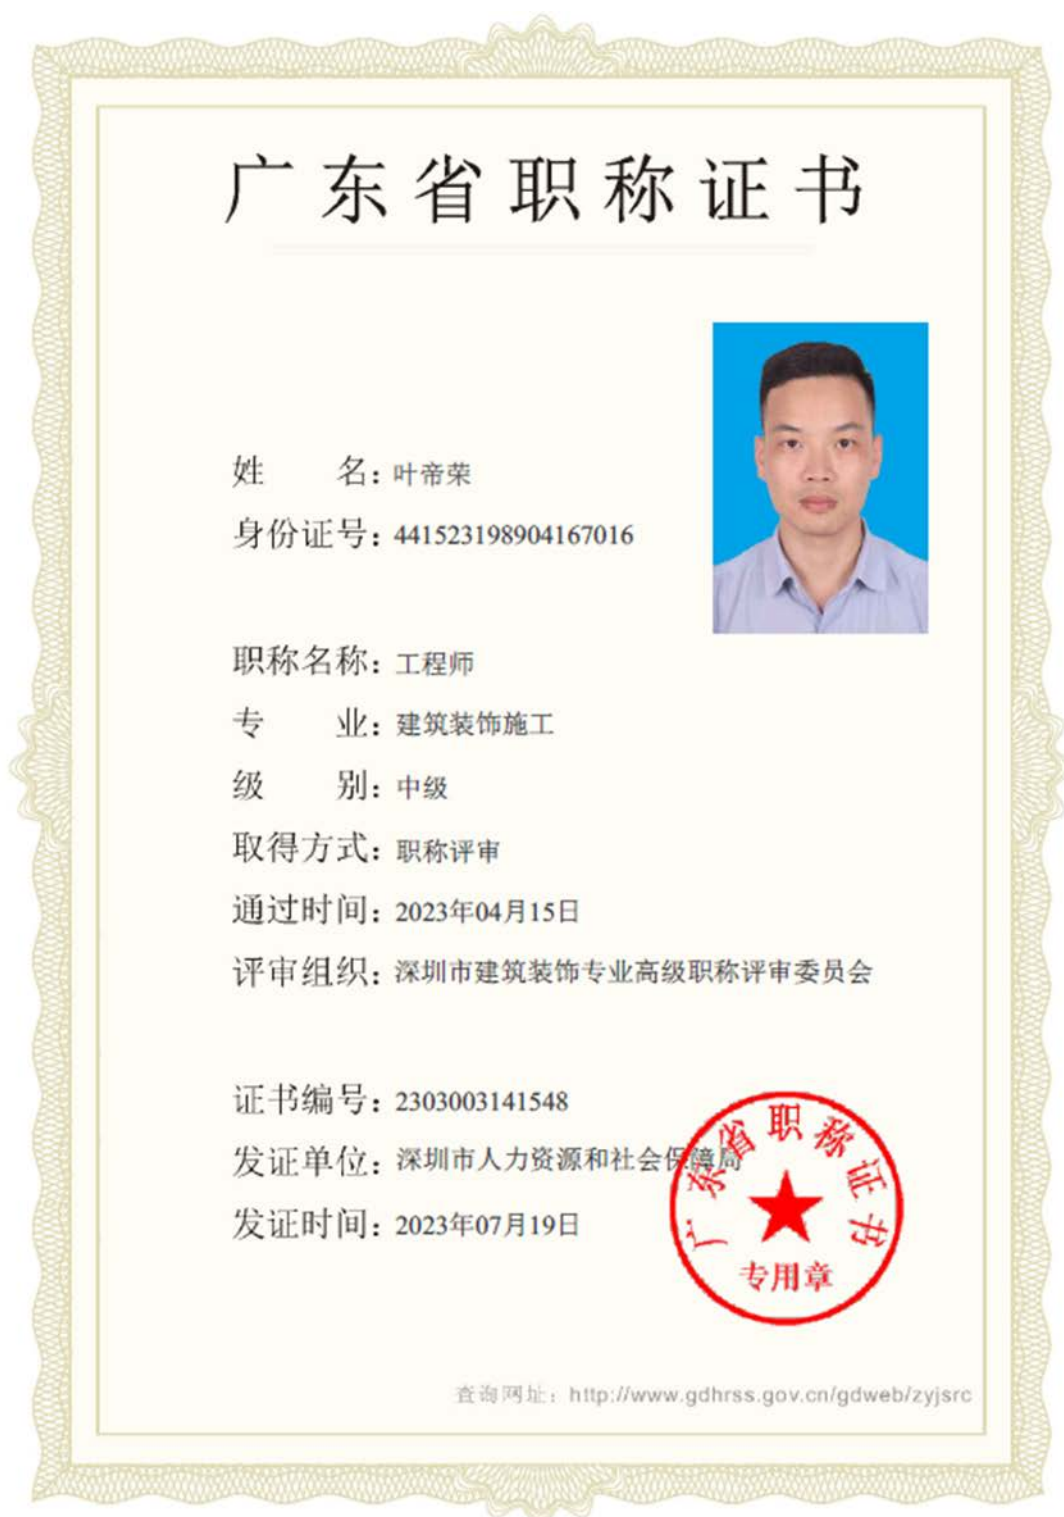 广东省职称证书
姓 名：叶帝荣
身份证号：441523198904167016
职称名称：工程师
专 业：建筑装饰施工
级 别：中级
取得方式：职称评审
通过时间：2023年04月15日
评审组织：深圳市建筑装饰专业高级职称评审委员会
证书编号：2303003141548
发证单位：深圳市人力资源和社会保障局
发证时间：2023年07月19日
广东省职称证书
专用章
查询网址：http://www.gdhrss.gov.cn/gdweb/zyjsrc